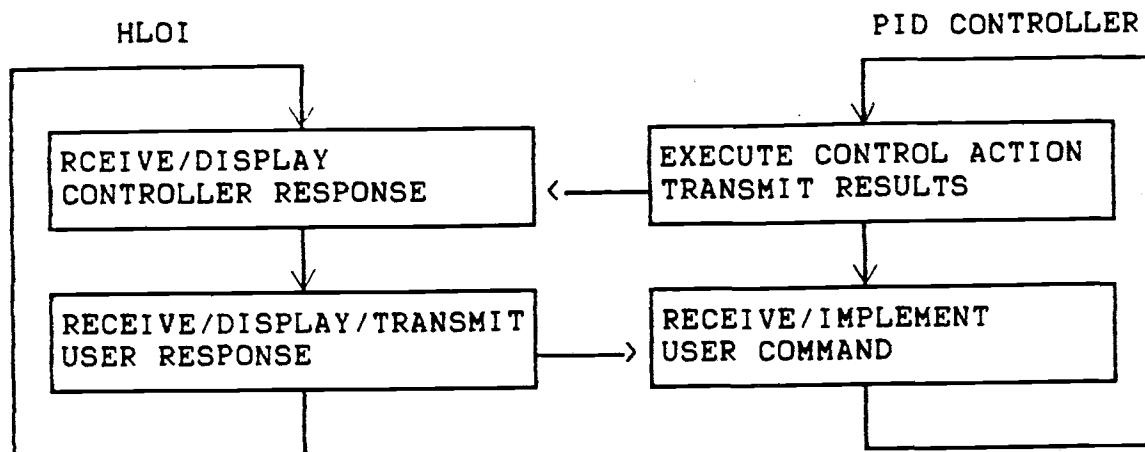 HLOI
PID CONTROLLER
RCEIVE/DISPLAY
CONTROLLER RESPONSE
EXECUTE CONTROL ACTION
TRANSMIT RESULTS
RECEIVE/DISPLAY/TRANSMIT
USER RESPONSE
RECEIVE/IMPLEMENT
USER COMMAND